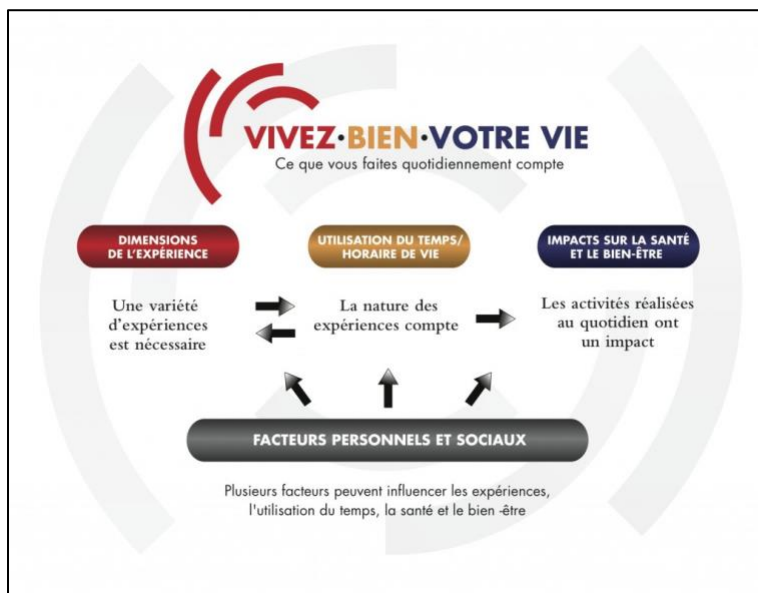 VIVEZ·BIEN·VOTRE VIE
Ce que vous faites quotidiennement compte
DIMENSIONS
DE L'EXPÉRIENCE
Une variété
d'expériences
est nécessaire
UTILISATION DU TEMPS/
HORAIRE DE VIE
La nature des
expériences compte
IMPACTS SUR LA SANTÉ
ET LE BIEN-ÊTRE
Les activités réalisées
au quotidien ont
un impact
FACTEURS PERSONNELS ET SOCIAUX
Plusieurs facteurs peuvent influencer les expériences,
l'utilisation du temps, la santé et le bien -être